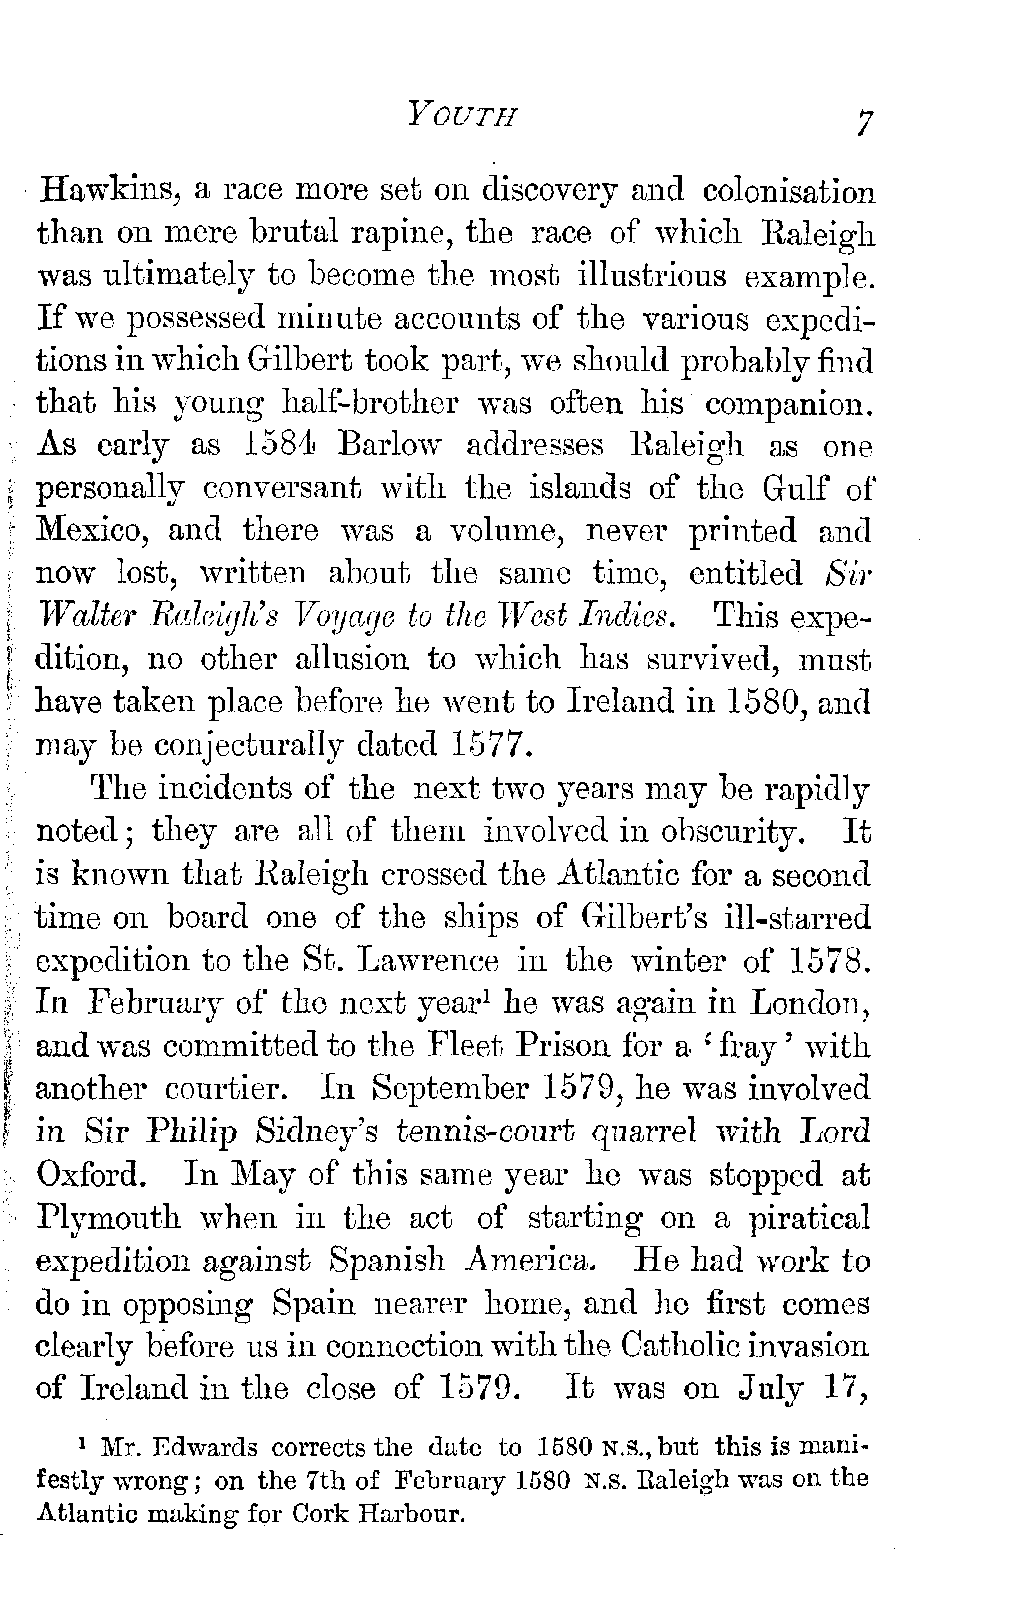 YOUTH 7
Hawkins, a race more set on discovery and colonisation
than on mere brutal rapine, the race of which Raleigh
was ultimately to become the most illustrious example.
If we possessed minute accounts of the various expedi-
tions in which Gilbert took part, we should probably find
that his young half-brother was often his companion.
As early as 1584 Barlow addresses Raleigh as one
personally conversant with the islands of the Gulf of
Mexico, and there was a volume, never printed and
now lost, written about the same time, entitled Sir
Walter Raleigh's Voyage to the West Indies. This expe-
dition, no other allusion to which has survived, must
have taken place before he went to Ireland in 1580, and
may be conjecturally dated 1577.
The incidents of the next two years may be rapidly
noted; they are all of them involved in obscurity. It
is known that Raleigh crossed the Atlantic for a second
time on board one of the ships of Gilbert's ill-starred
expedition to the St. Lawrence in the winter of 1578.
In February of the next year¹ he was again in London,
and was committed to the Fleet Prison for a ‘fray’ with
another courtier. In September 1579, he was involved
in Sir Philip Sidney's tennis-court quarrel with Lord
Oxford. In May of this same year he was stopped at
Plymouth when in the act of starting on a piratical
expedition against Spanish America. He had work to
do in opposing Spain nearer home, and he first comes
clearly before us in connection with the Catholic invasion
of Ireland in the close of 1579. It was on July 17,
¹ Mr. Edwards corrects the date to 1580 N.S., but this is mani-
festly wrong; on the 7th of February 1580 N.S. Raleigh was on the
Atlantic making for Cork Harbour.